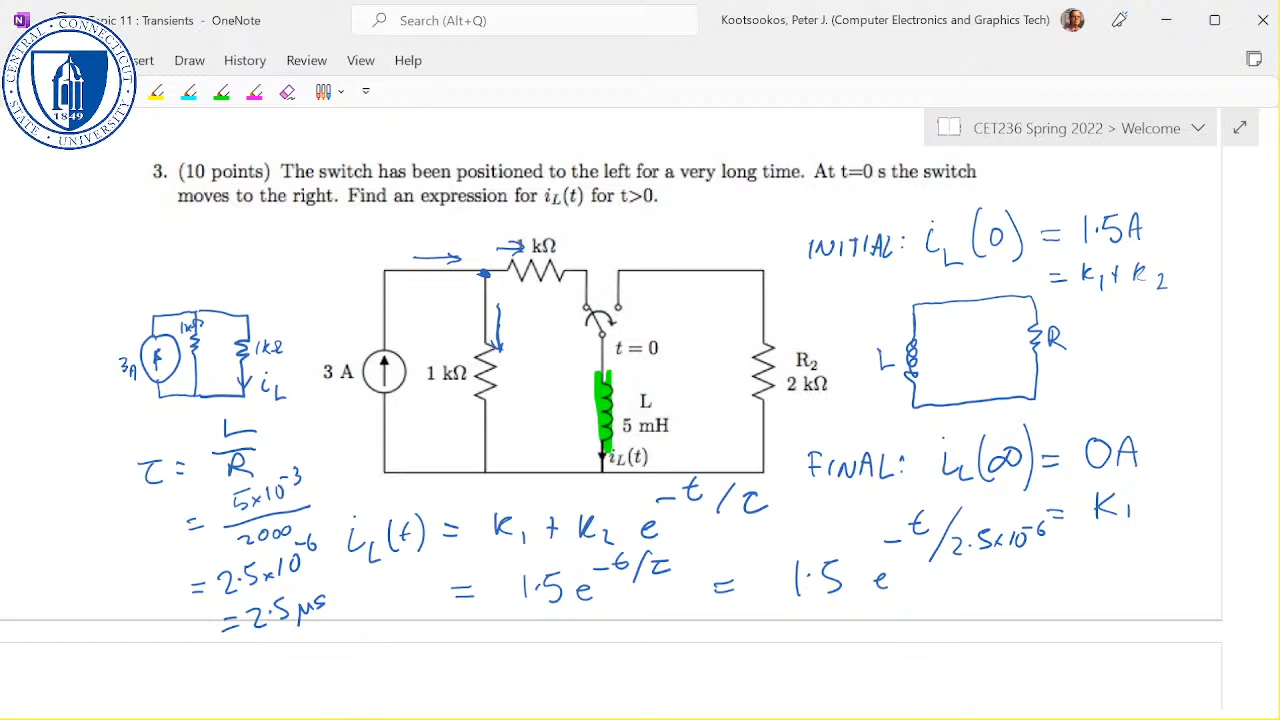 Topic 11 : Transients - OneNote
Search (Alt+Q)
Kootsookos, Peter J. (Computer Electronics and Graphics Tech)
Draw
History
Review
View
Help
CENTRAL CONNECTICUT
STATE UNIVERSITY
1849
CET236 Spring 2022 > Welcome
3. (10 points) The switch has been positioned to the left for a very long time. At t=0 s the switch
moves to the right. Find an expression for iL(t) for t>0.
INITIAL: iL(0) = 1.5A
= K1 + K2
kΩ
t = 0
3 A
1 kΩ
L
5 mH
iL(t)
R2
2 kΩ
3A
1kΩ
1kΩ
iL
L
R
FINAL: iL(∞) = 0A
= K1
τ = L/R
= 5×10^-3 / 2000
= 2.5×10^-6
= 2.5 μs
iL(t) = K1 + K2 e^-t/τ
= 1.5 e^-t/τ = 1.5 e^-t/2.5×10^-6